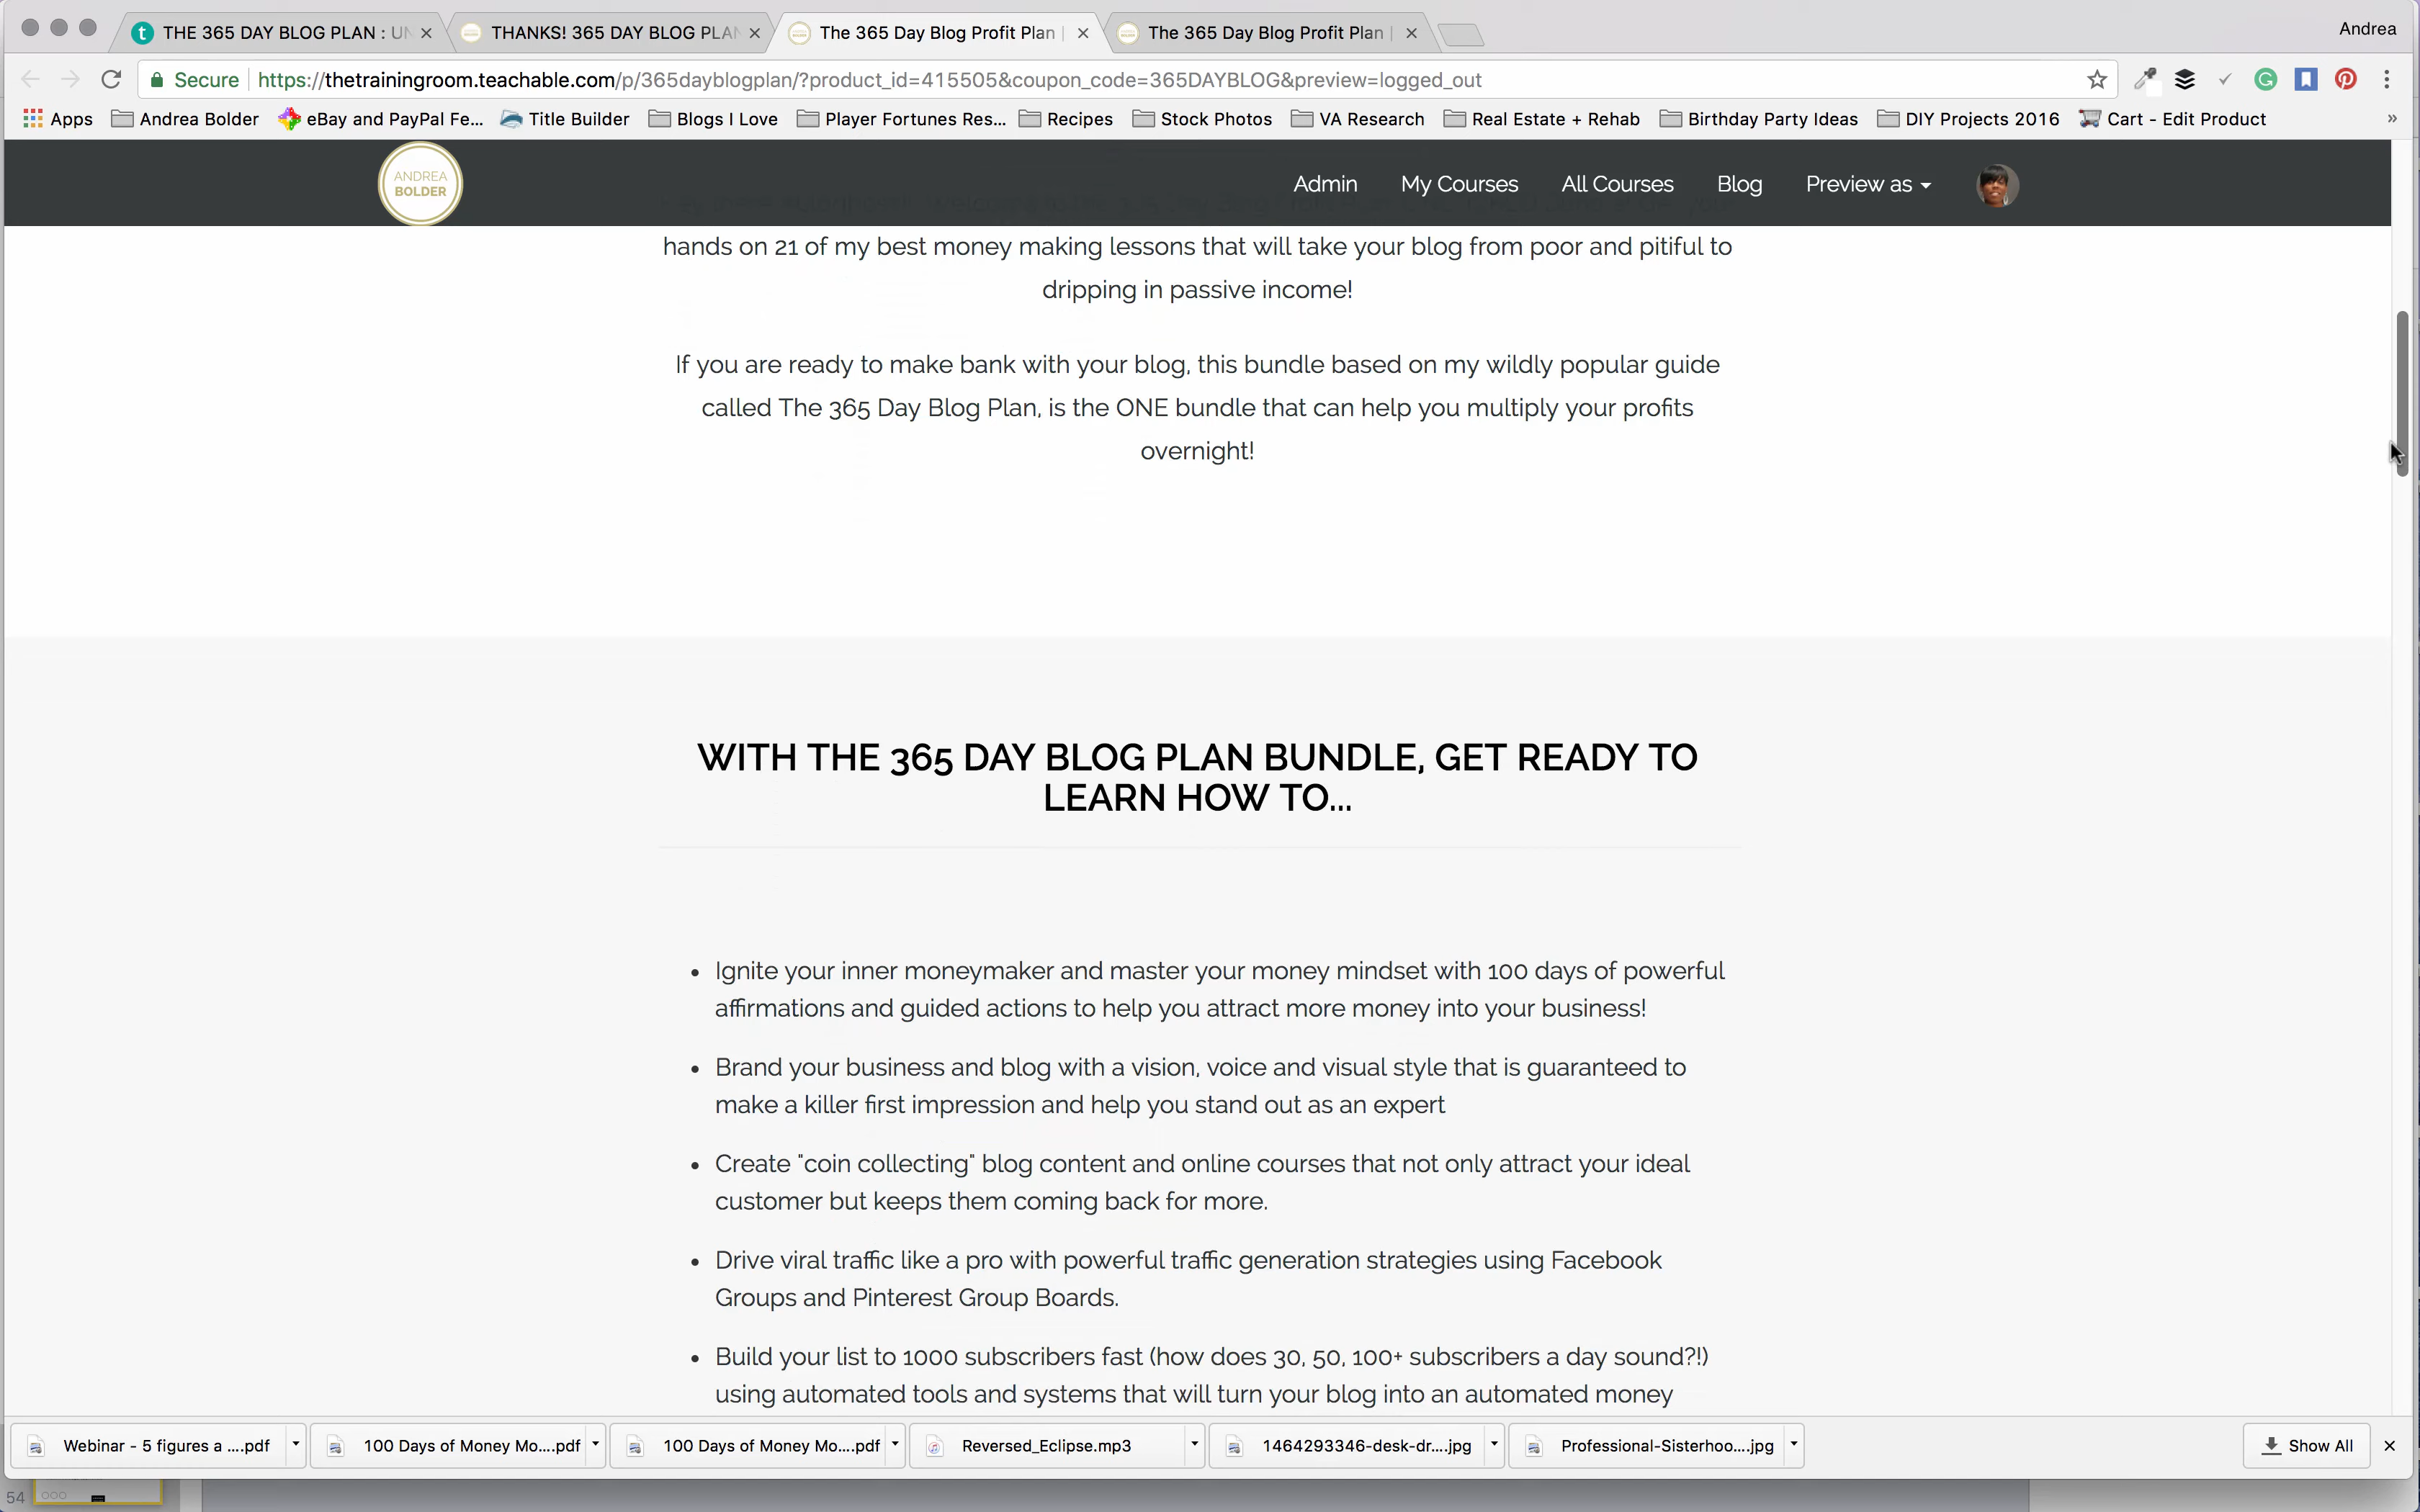 THE 365 DAY BLOG PLAN : UN
THANKS! 365 DAY BLOG PLAN
The 365 Day Blog Profit Plan |
The 365 Day Blog Profit Plan |
Andrea
Secure
https://thetrainingroom.teachable.com/p/365dayblogplan/?product_id=415505&coupon_code=365DAYBLOG&preview=logged_out
Apps
Andrea Bolder
eBay and PayPal Fe...
Title Builder
Blogs I Love
Player Fortunes Res...
Recipes
Stock Photos
VA Research
Real Estate + Rehab
Birthday Party Ideas
DIY Projects 2016
Cart - Edit Product
»
ANDREA
BOLDER
Admin
My Courses
All Courses
Blog
Preview as
hands on 21 of my best money making lessons that will take your blog from poor and pitiful to
dripping in passive income!
If you are ready to make bank with your blog, this bundle based on my wildly popular guide
called The 365 Day Blog Plan, is the ONE bundle that can help you multiply your profits
overnight!
WITH THE 365 DAY BLOG PLAN BUNDLE, GET READY TO
LEARN HOW TO...
• Ignite your inner moneymaker and master your money mindset with 100 days of powerful
affirmations and guided actions to help you attract more money into your business!
• Brand your business and blog with a vision, voice and visual style that is guaranteed to
make a killer first impression and help you stand out as an expert
• Create "coin collecting" blog content and online courses that not only attract your ideal
customer but keeps them coming back for more.
• Drive viral traffic like a pro with powerful traffic generation strategies using Facebook
Groups and Pinterest Group Boards.
• Build your list to 1000 subscribers fast (how does 30, 50, 100+ subscribers a day sound?!)
using automated tools and systems that will turn your blog into an automated money
Webinar - 5 figures a ....pdf
100 Days of Money Mo....pdf
100 Days of Money Mo....pdf
Reversed_Eclipse.mp3
1464293346-desk-dr....jpg
Professional-Sisterhoo....jpg
Show All
54